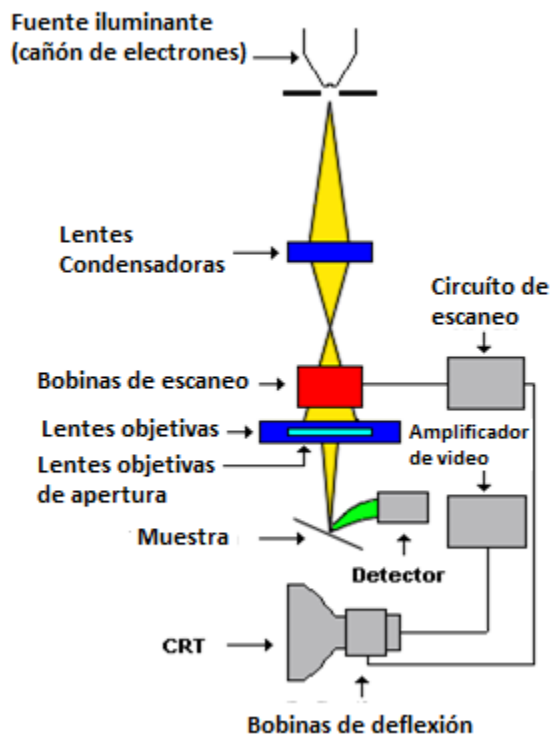 Fuente iluminante
(cañón de electrones)
Lentes
Condensadoras
Circuíto de
escaneo
Bobinas de escaneo
Lentes objetivas
Amplificador
de video
Lentes objetivas
de apertura
Muestra
Detector
CRT
Bobinas de deflexión